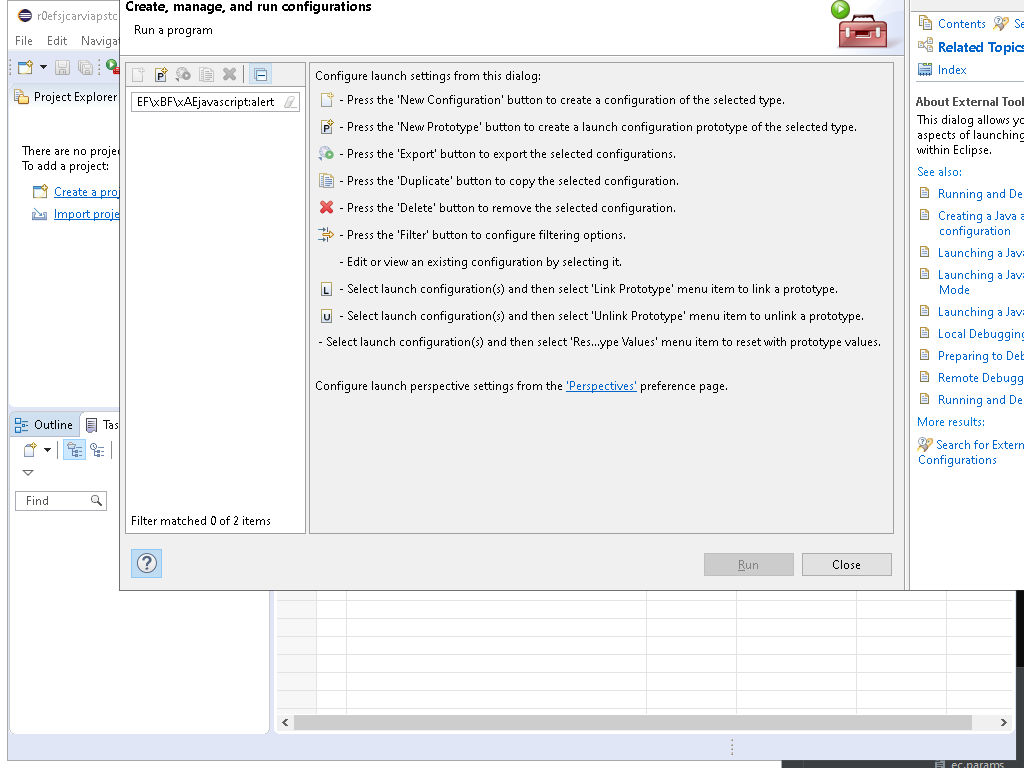 r0efsjcarviapstc
File Edit Naviga
Project Explorer
There are no proje
To add a project:
Create a proj
Import proje
Outline
Tas
Find
Create, manage, and run configurations
Run a program
EF\xBF\xAEjavascript:alert
Filter matched 0 of 2 items
Configure launch settings from this dialog:
- Press the 'New Configuration' button to create a configuration of the selected type.
P - Press the 'New Prototype' button to create a launch configuration prototype of the selected type.
- Press the 'Export' button to export the selected configurations.
- Press the 'Duplicate' button to copy the selected configuration.
- Press the 'Delete' button to remove the selected configuration.
- Press the 'Filter' button to configure filtering options.
- Edit or view an existing configuration by selecting it.
L - Select launch configuration(s) and then select 'Link Prototype' menu item to link a prototype.
U - Select launch configuration(s) and then select 'Unlink Prototype' menu item to unlink a prototype.
- Select launch configuration(s) and then select 'Res...ype Values' menu item to reset with prototype values.
Configure launch perspective settings from the 'Perspectives' preference page.
?
Run
Close
Contents
Se
Related Topics
Index
About External Tool
This dialog allows yo
aspects of launching
within Eclipse.
See also:
Running and De
Creating a Java a
configuration
Launching a Java
Launching a Java
Mode
Launching a Java
Local Debugging
Preparing to Deb
Remote Debugg
Running and De
More results:
Search for Extern
Configurations
ec.params